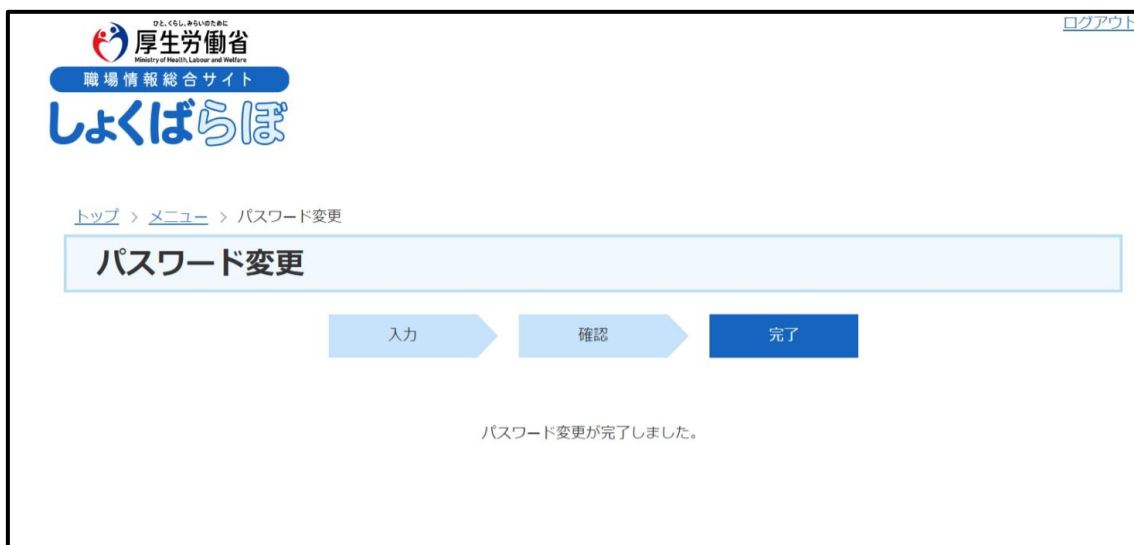 ログアウト
ひと、くらし、みらいのために
厚生労働省
Ministry of Health, Labour and Welfare
職場情報総合サイト
しょくばらぼ
トップ > メニュー > パスワード変更
パスワード変更
入力 確認 完了
パスワード変更が完了しました。